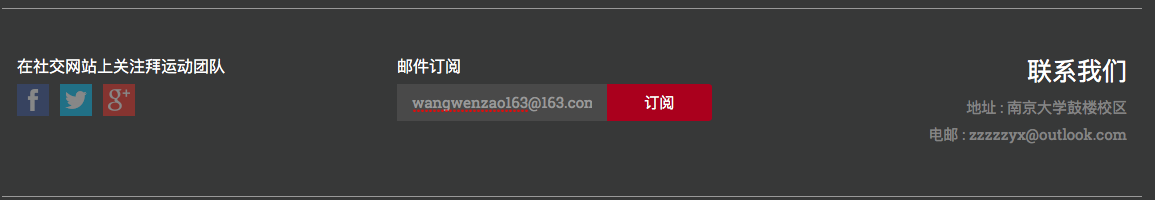 在社交网站上关注拜运动团队
f
g+
邮件订阅
wangwenzao163@163.con
订阅
联系我们
地址 : 南京大学鼓楼校区
电邮 : zzzzzyx@outlook.com